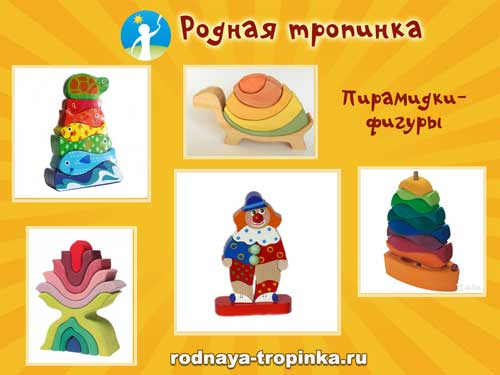 Родная тропинка
Пирамидки-
фигуры
rodnaya-tropinka.ru